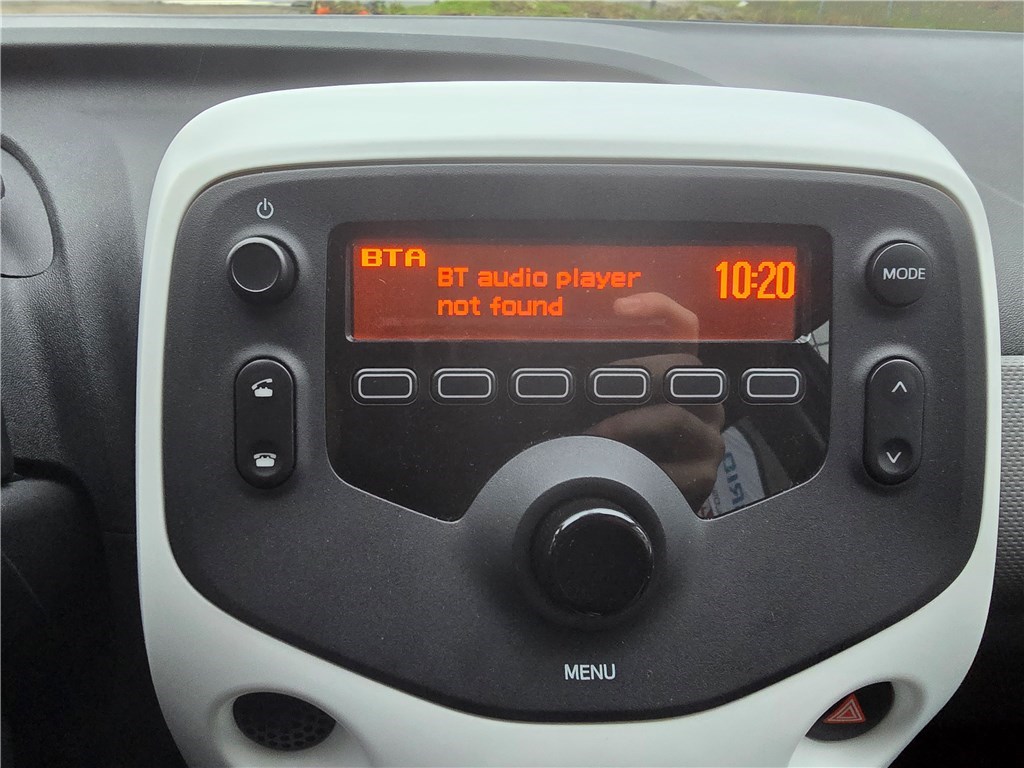 BTA
BT audio player
not found
10:20
MODE
MENU